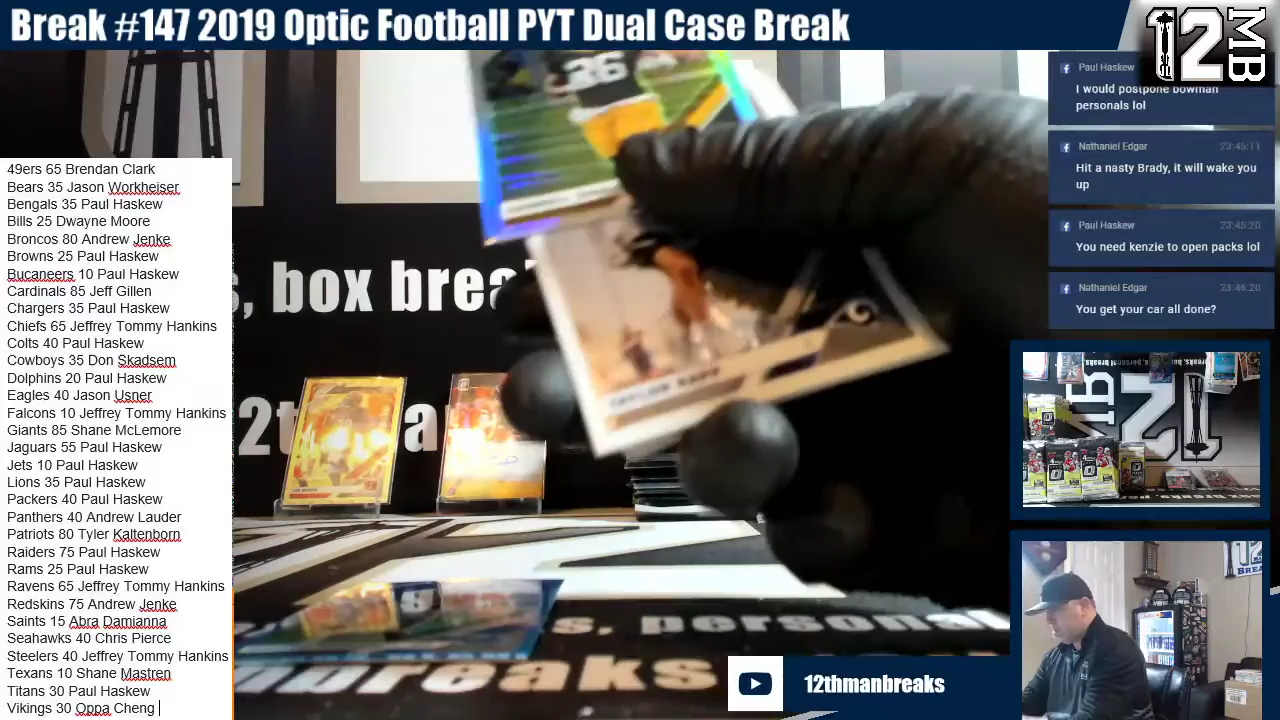 Break #147 2019 Optic Football PYT Dual Case Break
12
MB
49ers 65 Brendan Clark
Bears 35 Jason Workheiser
Bengals 35 Paul Haskew
Bills 25 Dwayne Moore
Broncos 80 Andrew Jenke
Browns 25 Paul Haskew
Bucaneers 10 Paul Haskew
Cardinals 85 Jeff Gillen
Chargers 35 Paul Haskew
Chiefs 65 Jeffrey Tommy Hankins
Colts 40 Paul Haskew
Cowboys 35 Don Skadsem
Dolphins 20 Paul Haskew
Eagles 40 Jason Usner
Falcons 10 Jeffrey Tommy Hankins
Giants 85 Shane McLemore
Jaguars 55 Paul Haskew
Jets 10 Paul Haskew
Lions 35 Paul Haskew
Packers 40 Paul Haskew
Panthers 40 Andrew Lauder
Patriots 80 Tyler Kaltenborn
Raiders 75 Paul Haskew
Rams 25 Paul Haskew
Ravens 65 Jeffrey Tommy Hankins
Redskins 75 Andrew Jenke
Saints 15 Abra Damianna
Seahawks 40 Chris Pierce
Steelers 40 Jeffrey Tommy Hankins
Texans 10 Shane Mastren
Titans 30 Paul Haskew
Vikings 30 Oppa Cheng
36
s, box brea
12th
a
s, personal
breaks
12thmanbreaks
Paul Haskew
I would postpone bowman
personals lol
Nathaniel Edgar 23:45:11
Hit a nasty Brady, it will wake you
up
Paul Haskew 23:45:20
You need kenzie to open packs lol
Nathaniel Edgar 23:46:20
You get your car all done?
12